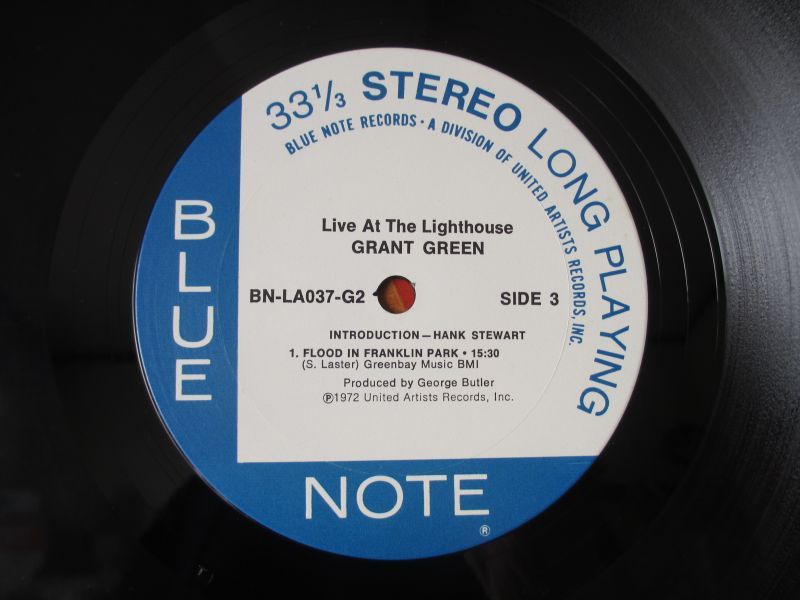 33⅓ STEREO LONG PLAYING
BLUE NOTE RECORDS • A DIVISION OF UNITED ARTISTS RECORDS, INC.
BLUE
Live At The Lighthouse
GRANT GREEN
BN-LA037-G2
SIDE 3
INTRODUCTION—HANK STEWART
1. FLOOD IN FRANKLIN PARK • 15:30
(S. Laster) Greenbay Music BMI
Produced by George Butler
℗1972 United Artists Records, Inc.
NOTE
®